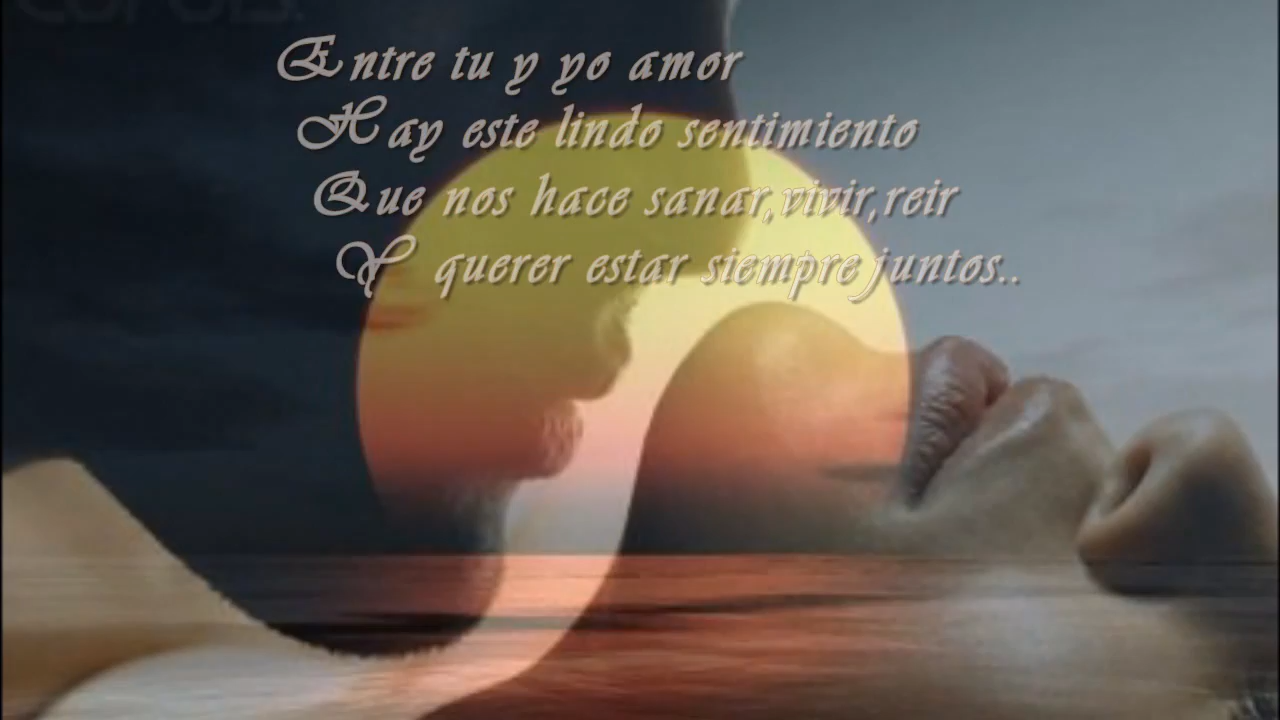 Entre tu y yo amor
Hay este lindo sentimiento
Que nos hace sanar,vivir,reir
Y querer estar siempre juntos..